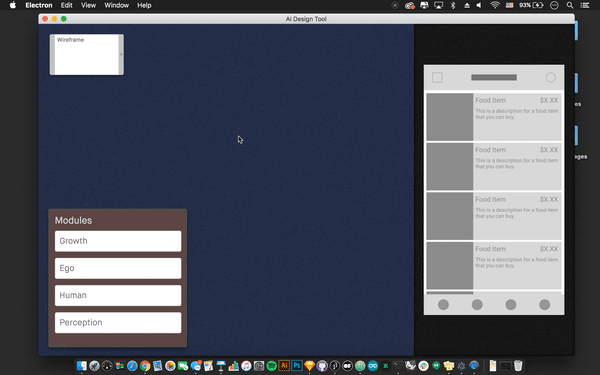 Electron Edit View Window Help
93%
AI Design Tool
Wireframe
Modules
Growth
Ego
Human
Perception
Food Item $X.XX
This is a description for a food item
that you can buy.
Food Item $X.XX
This is a description for a food item
that you can buy.
Food Item $X.XX
This is a description for a food item
that you can buy.
Food Item $X.XX
This is a description for a food item
that you can buy.
es
ages